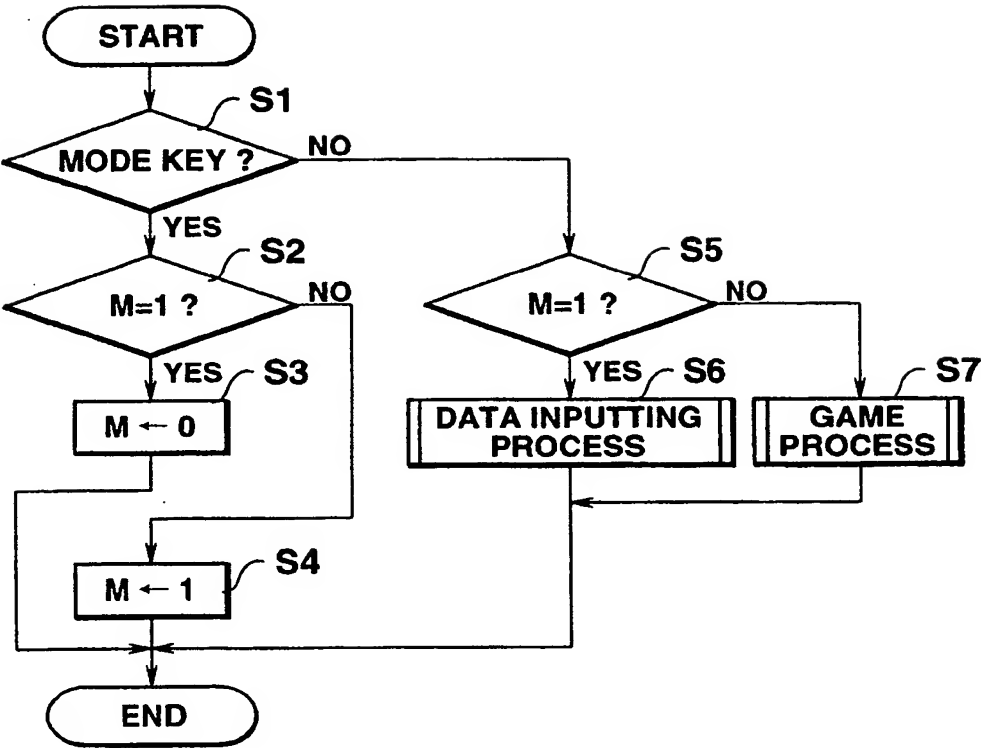 START
S1
MODE KEY ?
NO
YES
S2
M=1 ?
NO
YES
S3
M ← 0
S4
M ← 1
S5
M=1 ?
NO
YES
S6
DATA INPUTTING
PROCESS
S7
GAME
PROCESS
END